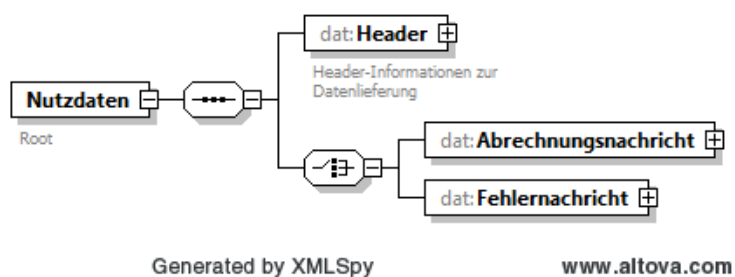 dat:Header
Header-Informationen zur
Datenlieferung
Nutzdaten
Root
dat:Abrechnungsnachricht
dat:Fehlernachricht
Generated by XMLSpy
www.altova.com